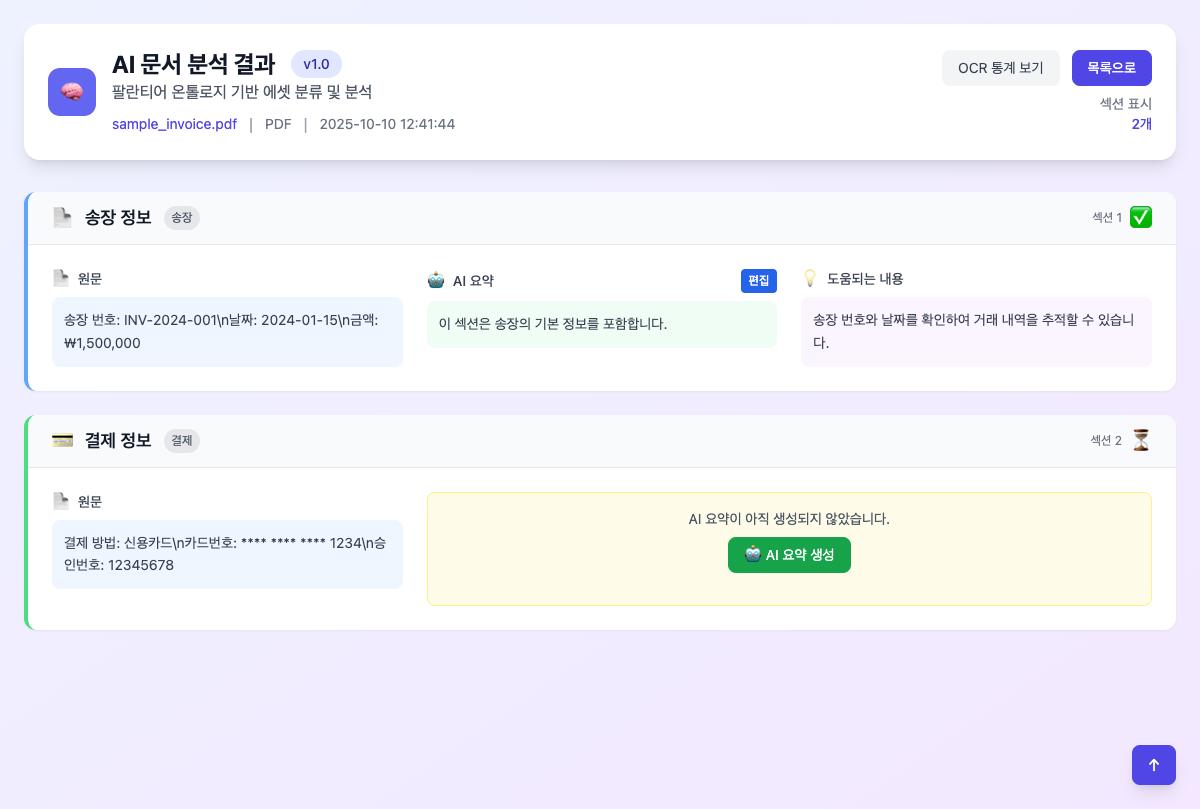 AI 문서 분석 결과 v1.0
팔란티어 온톨로지 기반 에셋 분류 및 분석
sample_invoice.pdf | PDF | 2025-10-10 12:41:44
OCR 통계 보기
목록으로
섹션 표시
2개
송장 정보 송장
섹션 1
원문
송장 번호: INV-2024-001\n날짜: 2024-01-15\n금액:
₩1,500,000
AI 요약
편집
이 섹션은 송장의 기본 정보를 포함합니다.
도움되는 내용
송장 번호와 날짜를 확인하여 거래 내역을 추적할 수 있습니
다.
결제 정보 결제
섹션 2
원문
결제 방법: 신용카드\n카드번호: **** **** **** 1234\n승
인번호: 12345678
AI 요약이 아직 생성되지 않았습니다.
AI 요약 생성